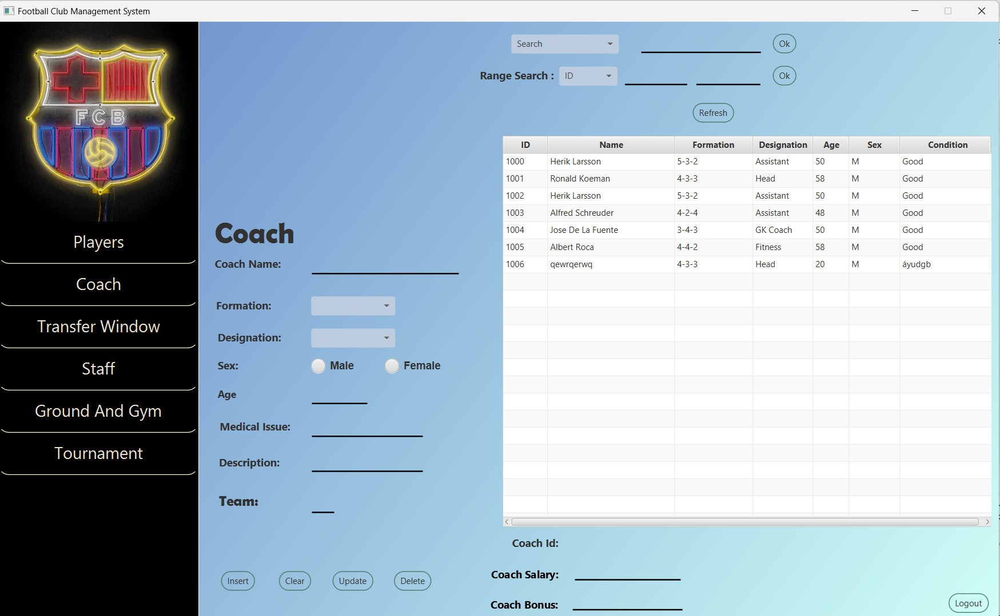 Football Club Management System
FCB
Players
Coach
Transfer Window
Staff
Ground And Gym
Tournament
Search Ok
Range Search : ID Ok
Refresh
Coach
Coach Name:
Formation:
Designation:
Sex: Male Female
Age
Medical Issue:
Description:
Team:
Insert Clear Update Delete
ID Name Formation Designation Age Sex Condition
1000 Herik Larsson 5-3-2 Assistant 50 M Good
1001 Ronald Koeman 4-3-3 Head 58 M Good
1002 Herik Larsson 5-3-2 Assistant 50 M Good
1003 Alfred Schreuder 4-2-4 Assistant 48 M Good
1004 Jose De La Fuente 3-4-3 GK Coach 50 M Good
1005 Albert Roca 4-4-2 Fitness 58 M Good
1006 qewrqerwq 4-3-3 Head 20 M áyudgb
Coach Id:
Coach Salary:
Coach Bonus:
Logout